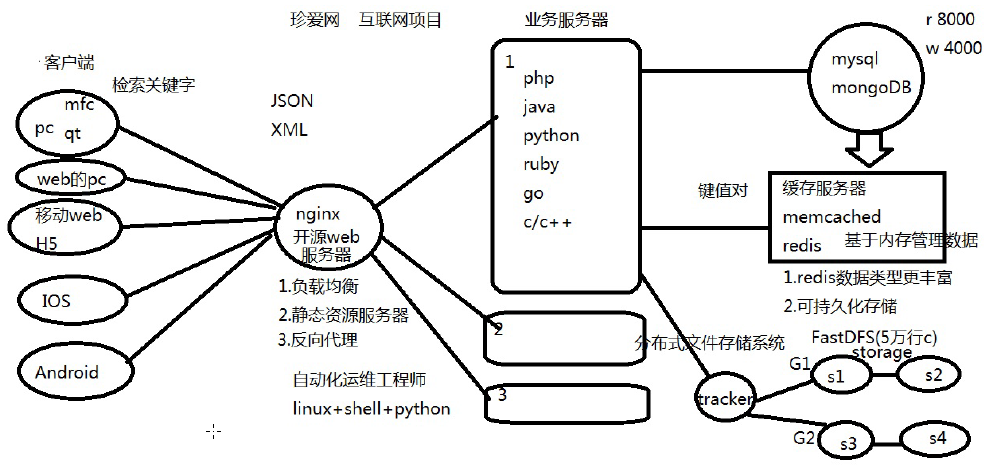 珍爱网 互联网项目
业务服务器
r 8000
w 4000
客户端
检索关键字
mfc
pc qt
web的pc
移动web
H5
IOS
Android
JSON
XML
nginx
开源web
服务器
1.负载均衡
2.静态资源服务器
3.反向代理
自动化运维工程师
linux+shell+python
1
php
java
python
ruby
go
c/c++
2
3
mysql
mongoDB
键值对
缓存服务器
memcached
redis 基于内存管理数据
1.redis数据类型更丰富
2.可持久化存储
分布式文件存储系统
FastDFS(5万行c)
storage
tracker
G1
s1
s2
G2
s3
s4